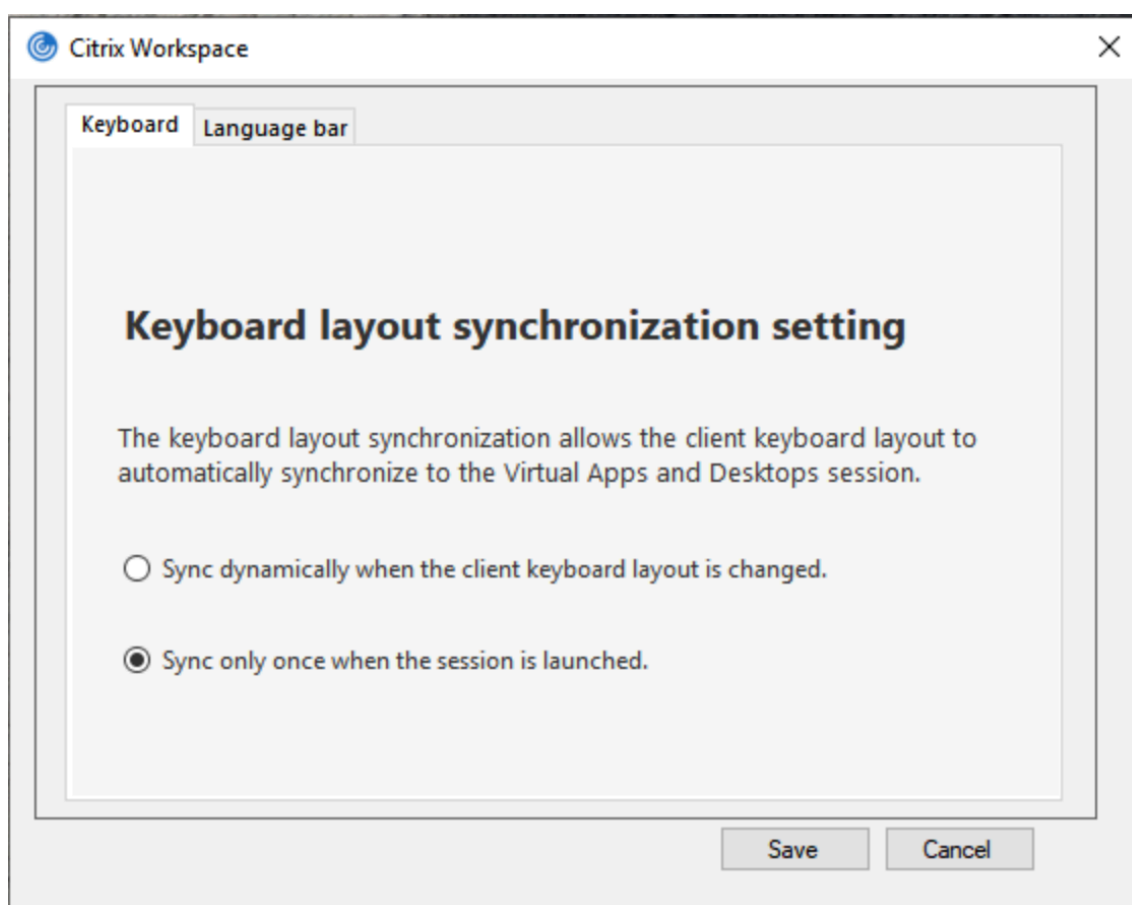 Citrix Workspace
Keyboard
Language bar
Keyboard layout synchronization setting
The keyboard layout synchronization allows the client keyboard layout to
automatically synchronize to the Virtual Apps and Desktops session.
Sync dynamically when the client keyboard layout is changed.
Sync only once when the session is launched.
Save
Cancel